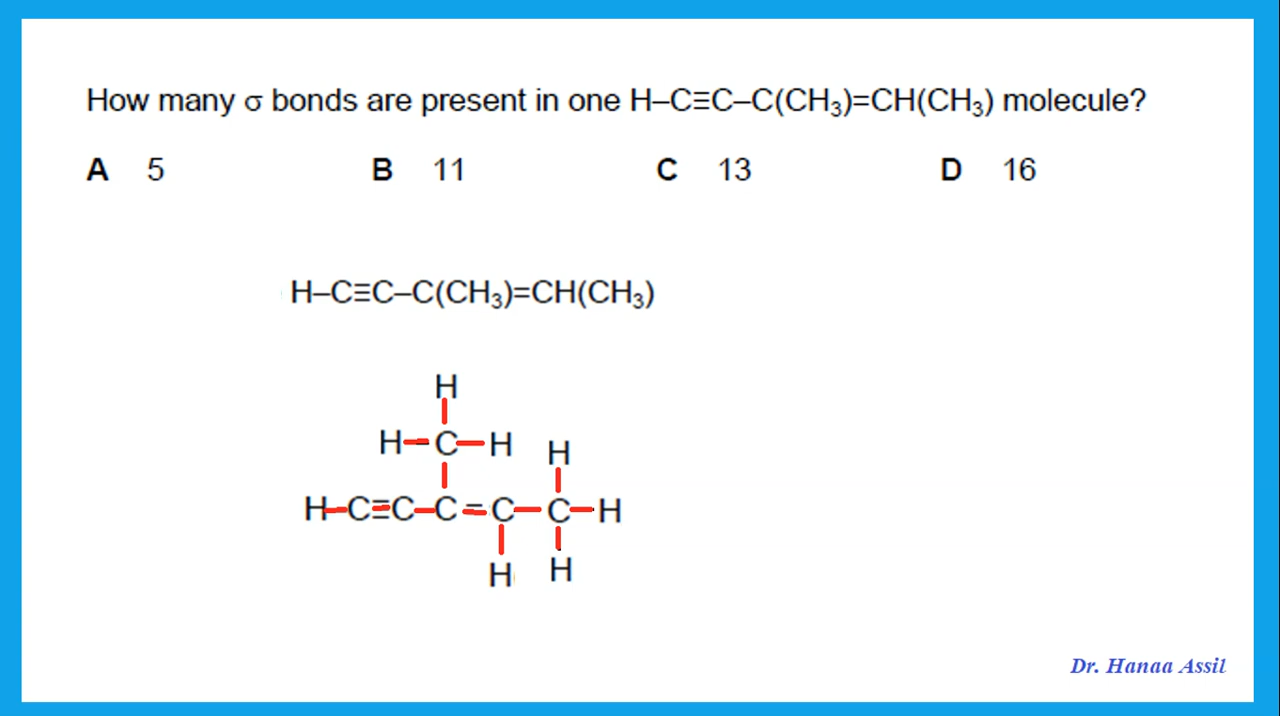 How many σ bonds are present in one H–C≡C–C(CH₃)=CH(CH₃) molecule?
A 5 B 11 C 13 D 16
H–C≡C–C(CH₃)=CH(CH₃)
H
H–C–H H
H–C≡C–C=C–C–H
H H
Dr. Hanaa Assil